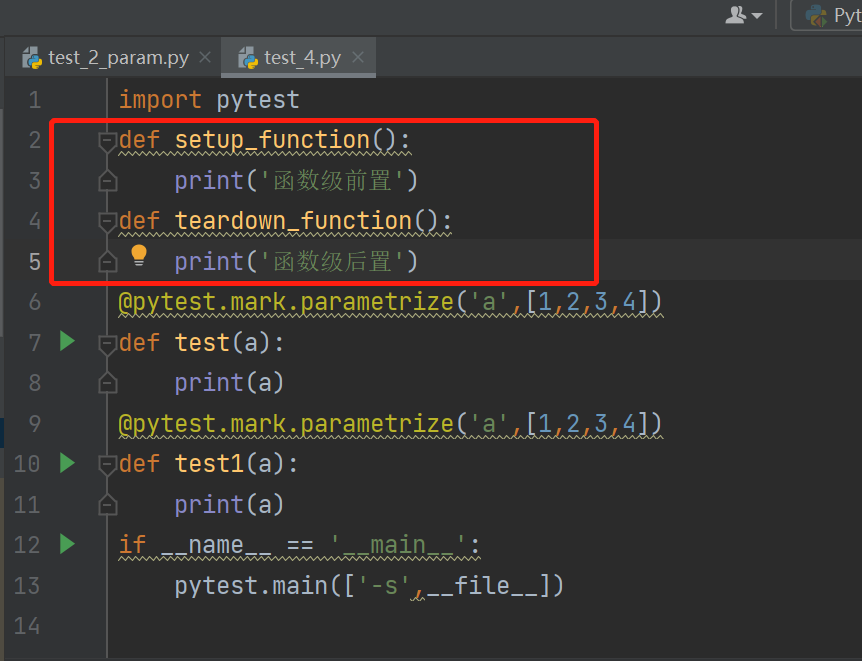 Pyt
test_2_param.py
test_4.py
1 import pytest
2 def setup_function():
3 print('函数级前置')
4 def teardown_function():
5 print('函数级后置')
6 @pytest.mark.parametrize('a',[1,2,3,4])
7 def test(a):
8 print(a)
9 @pytest.mark.parametrize('a',[1,2,3,4])
10 def test1(a):
11 print(a)
12 if __name__ == '__main__':
13 pytest.main(['-s',__file__])
14